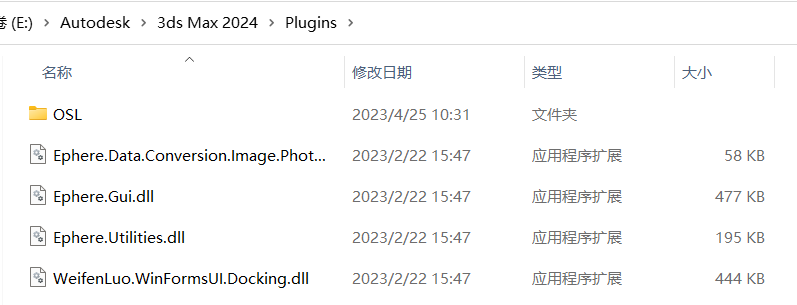 卷 (E:) > Autodesk > 3ds Max 2024 > Plugins >
名称 修改日期 类型 大小
OSL 2023/4/25 10:31 文件夹
Ephere.Data.Conversion.Image.Phot... 2023/2/22 15:47 应用程序扩展 58 KB
Ephere.Gui.dll 2023/2/22 15:47 应用程序扩展 477 KB
Ephere.Utilities.dll 2023/2/22 15:47 应用程序扩展 195 KB
WeifenLuo.WinFormsUI.Docking.dll 2023/2/22 15:47 应用程序扩展 444 KB